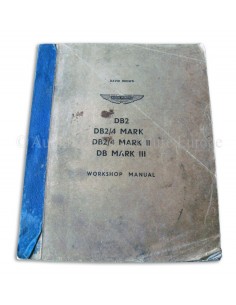 DB2
DB2/4 MARK
DB2/4 MARK II
DB MARK III
WORKSHOP MANUAL